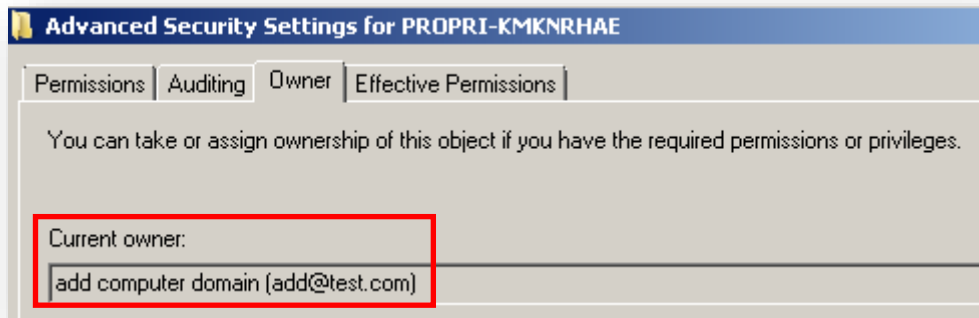 Advanced Security Settings for PROPRI-KMKNRHAE
Permissions Auditing Owner Effective Permissions
You can take or assign ownership of this object if you have the required permissions or privileges.
Current owner:
add computer domain (add@test.com)